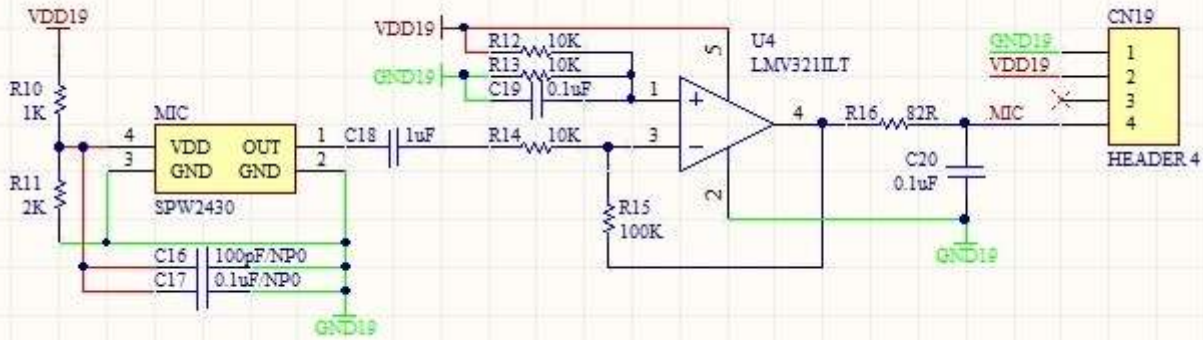 VDD19
R10
1K
R11
2K
MIC
4 VDD OUT 1
3 GND GND 2
SPW2430
C16 100pF/NP0
C17 0.1uF/NP0
GND19
C18 1uF
VDD19
GND19
R12 10K
R13 10K
C19 0.1uF
R14 10K
R15
100K
U4
LMV321ILT
5
1 +
3 −
4
2
R16 82R
C20
0.1uF
GND19
CN19
GND19 1
VDD19 2
3
MIC 4
HEADER 4